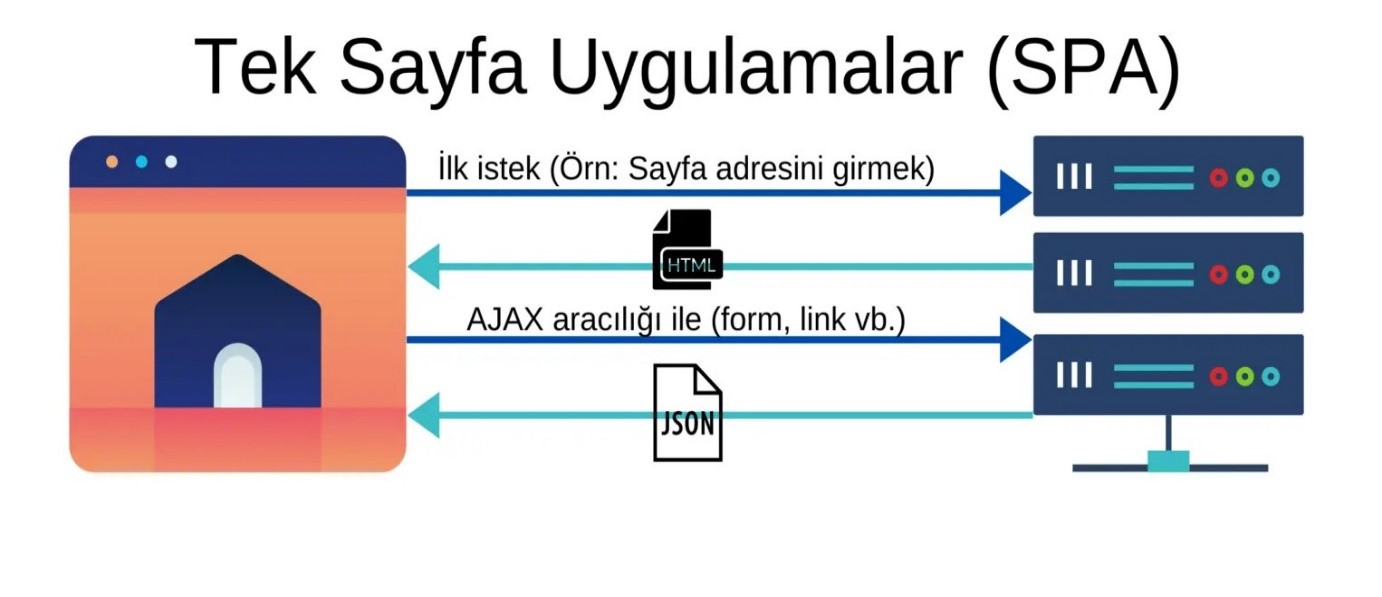 Tek Sayfa Uygulamalar (SPA)
İlk istek (Örn: Sayfa adresini girmek)
HTML
AJAX aracılığı ile (form, link vb.)
JSON